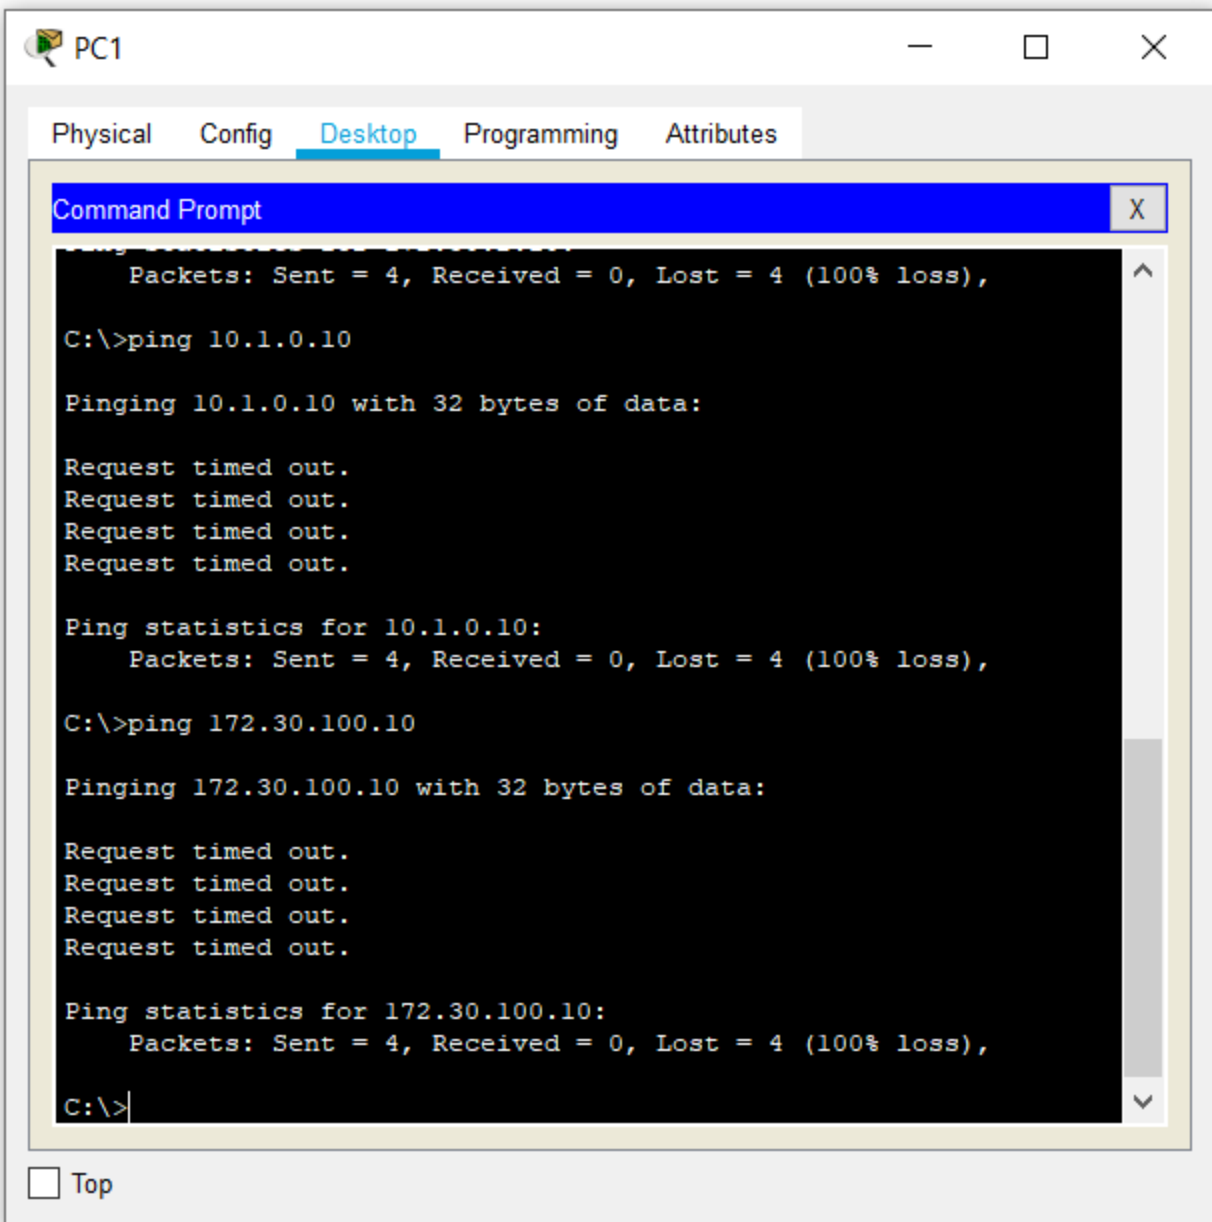 PC1
Physical Config Desktop Programming Attributes
Command Prompt X
Packets: Sent = 4, Received = 0, Lost = 4 (100% loss),
C:\>ping 10.1.0.10
Pinging 10.1.0.10 with 32 bytes of data:
Request timed out.
Request timed out.
Request timed out.
Request timed out.
Ping statistics for 10.1.0.10:
Packets: Sent = 4, Received = 0, Lost = 4 (100% loss),
C:\>ping 172.30.100.10
Pinging 172.30.100.10 with 32 bytes of data:
Request timed out.
Request timed out.
Request timed out.
Request timed out.
Ping statistics for 172.30.100.10:
Packets: Sent = 4, Received = 0, Lost = 4 (100% loss),
C:\>
Top